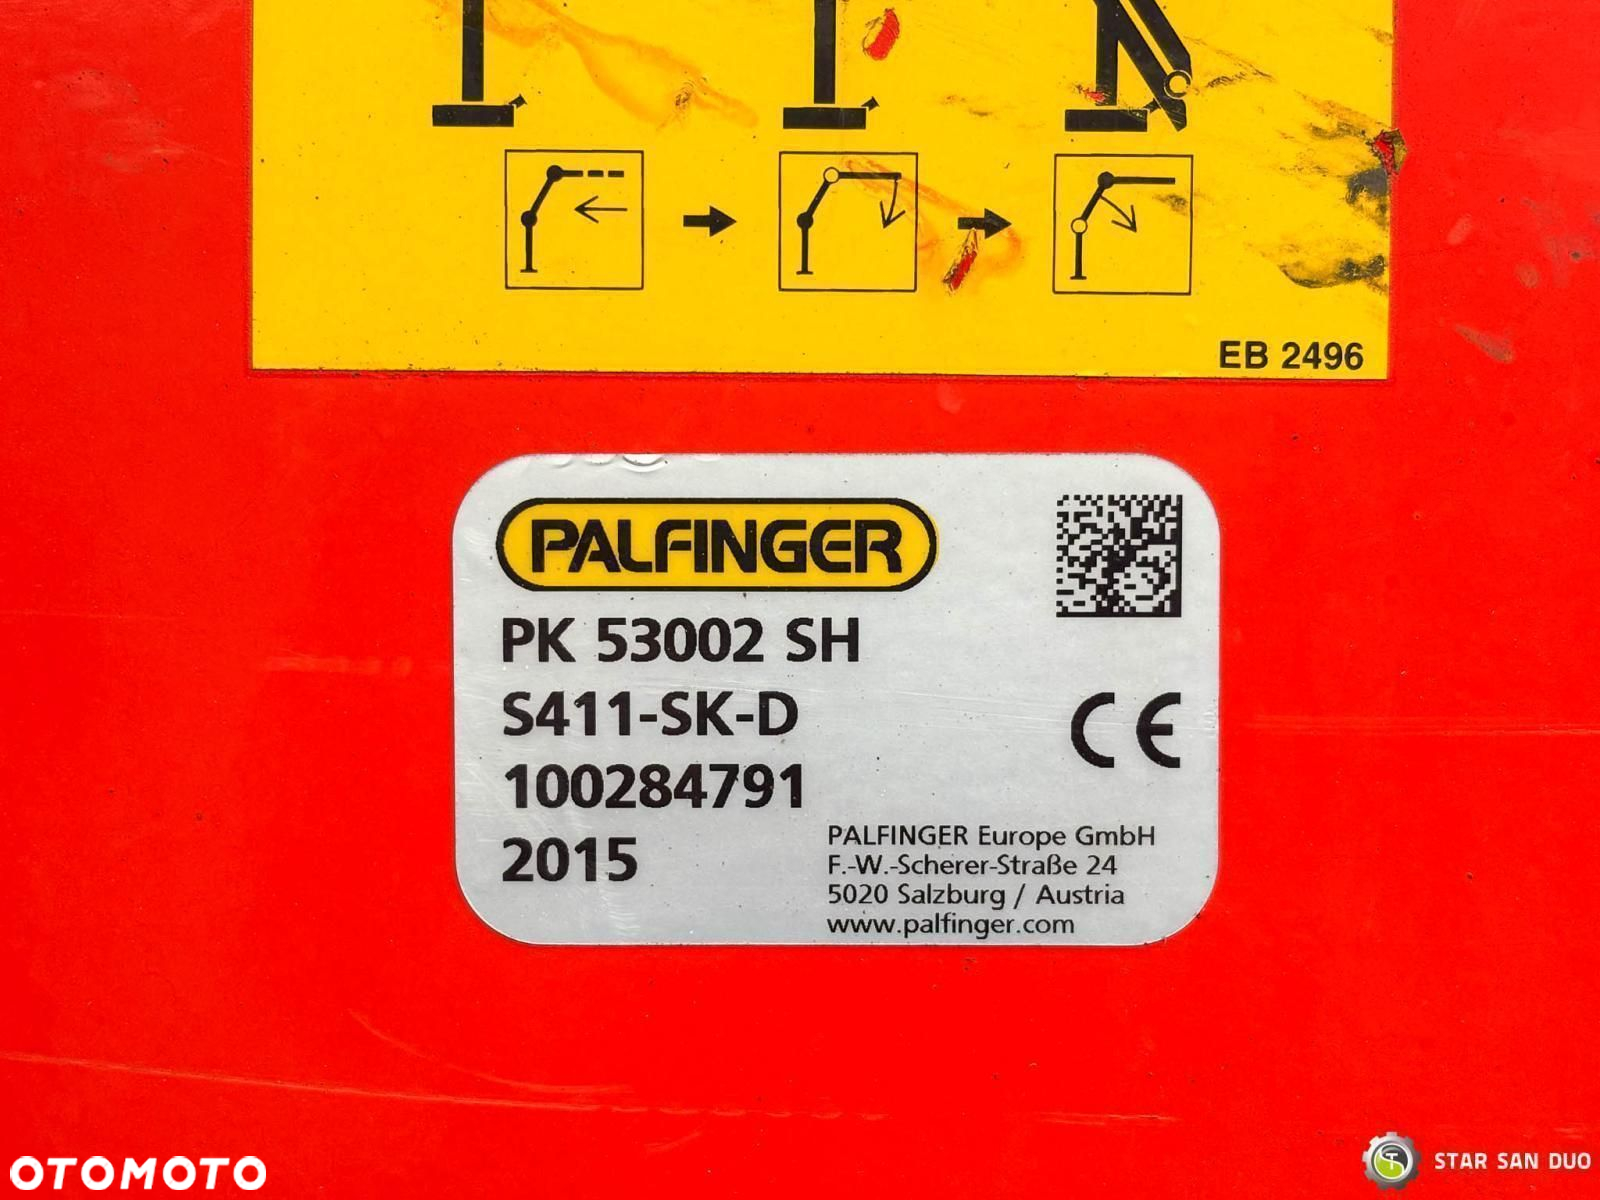 EB 2496
PALFINGER
PK 53002 SH
S411-SK-D
CE
100284791
2015
PALFINGER Europe GmbH
F.-W.-Scherer-Straße 24
5020 Salzburg / Austria
www.palfinger.com
OTOMOTO
ST
STAR SAN DUO